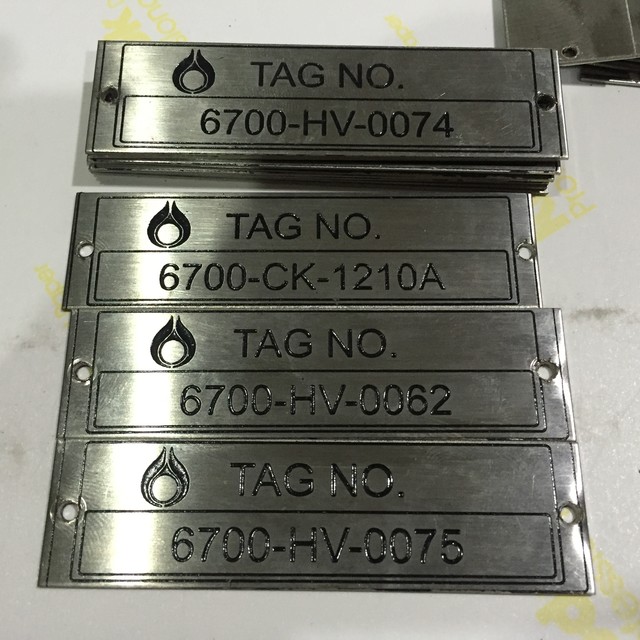 TAG NO.
6700-HV-0074
TAG NO.
6700-CK-1210A
TAG NO.
6700-HV-0062
TAG NO.
6700-HV-0075